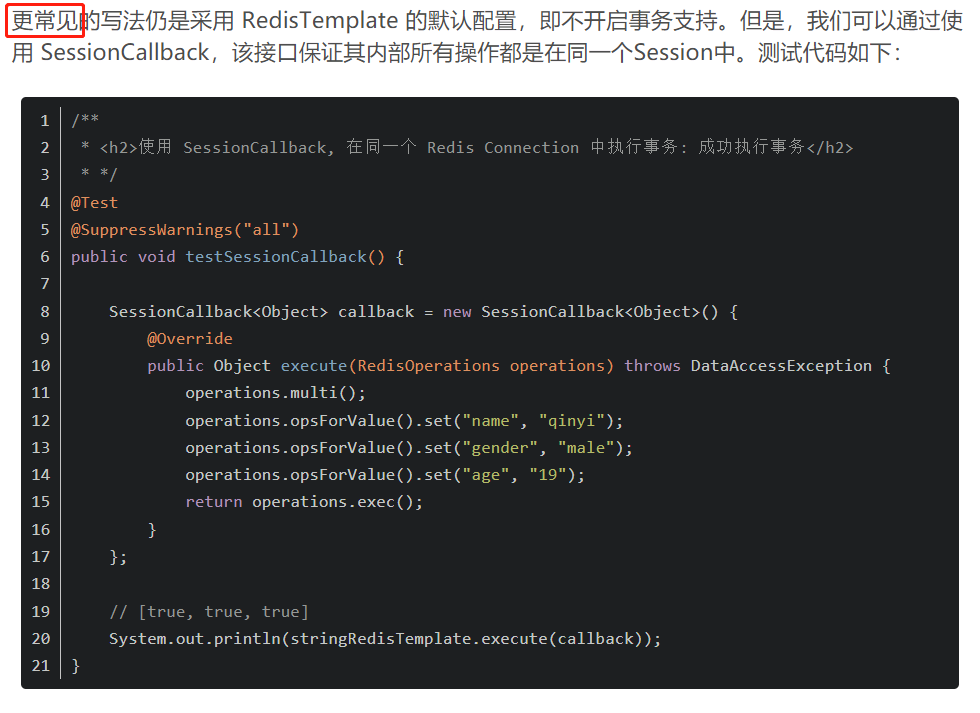 更常见的写法仍是采用 RedisTemplate 的默认配置，即不开启事务支持。但是，我们可以通过使
用 SessionCallback，该接口保证其内部所有操作都是在同一个Session中。测试代码如下：
1 /**
2  * <h2>使用 SessionCallback, 在同一个 Redis Connection 中执行事务: 成功执行事务</h2>
3  * */
4 @Test
5 @SuppressWarnings("all")
6 public void testSessionCallback() {
7
8     SessionCallback<Object> callback = new SessionCallback<Object>() {
9         @Override
10         public Object execute(RedisOperations operations) throws DataAccessException {
11             operations.multi();
12             operations.opsForValue().set("name", "qinyi");
13             operations.opsForValue().set("gender", "male");
14             operations.opsForValue().set("age", "19");
15             return operations.exec();
16         }
17     };
18
19     // [true, true, true]
20     System.out.println(stringRedisTemplate.execute(callback));
21 }